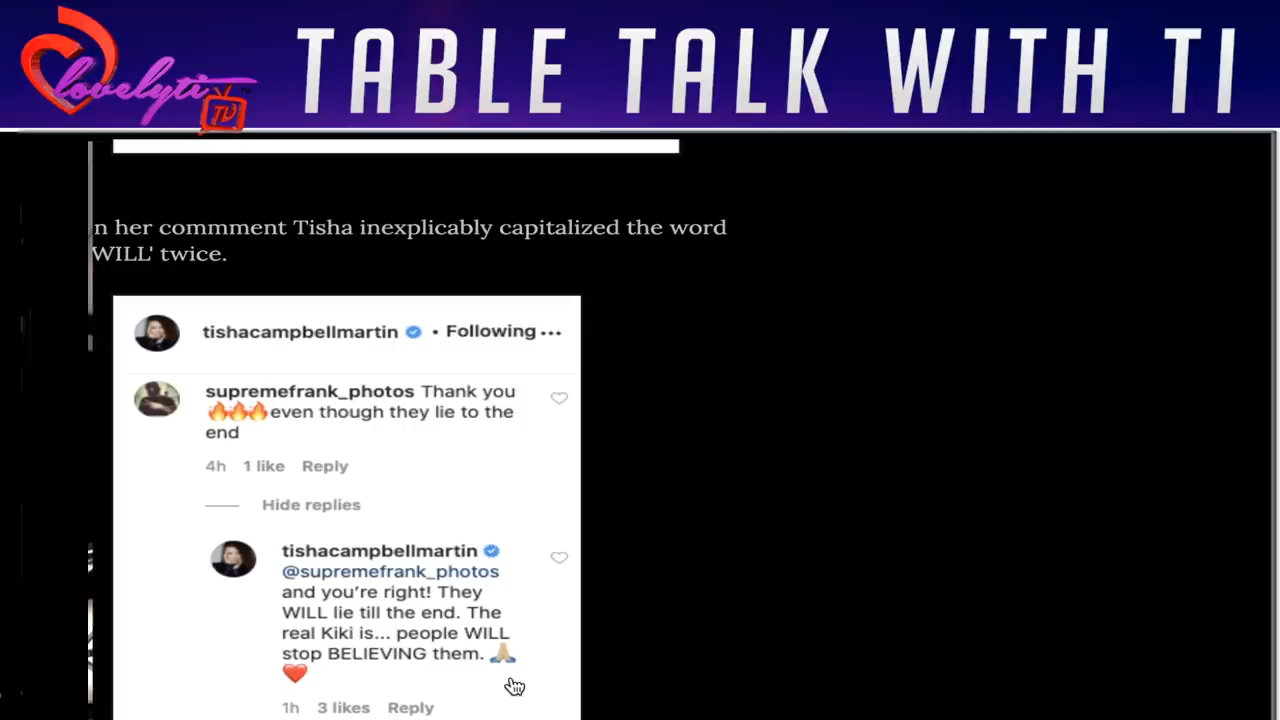 lovelyti
TV
TABLE TALK WITH TI
n her commment Tisha inexplicably capitalized the word
WILL' twice.
tishacampbellmartin • Following •••
supremefrank_photos Thank you
🔥🔥🔥even though they lie to the
end
4h 1 like Reply
Hide replies
tishacampbellmartin
@supremefrank_photos
and you're right! They
WILL lie till the end. The
real Kiki is... people WILL
stop BELIEVING them. 🙏🏼
❤️
1h 3 likes Reply